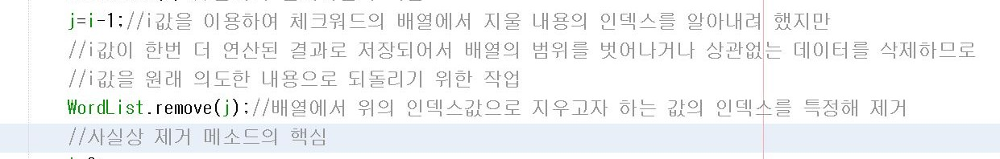 j=i-1;//i값을 이용하여 체크워드의 배열에서 지울 내용의 인덱스를 알아내려 했지만
//i값이 한번 더 연산된 결과로 저장되어서 배열의 범위를 벗어나거나 상관없는 데이터를 삭제하므로
//i값을 원래 의도한 내용으로 되돌리기 위한 작업
WordList.remove(j);//배열에서 위의 인덱스값으로 지우고자 하는 값의 인덱스를 특정해 제거
//사실상 제거 메소드의 핵심